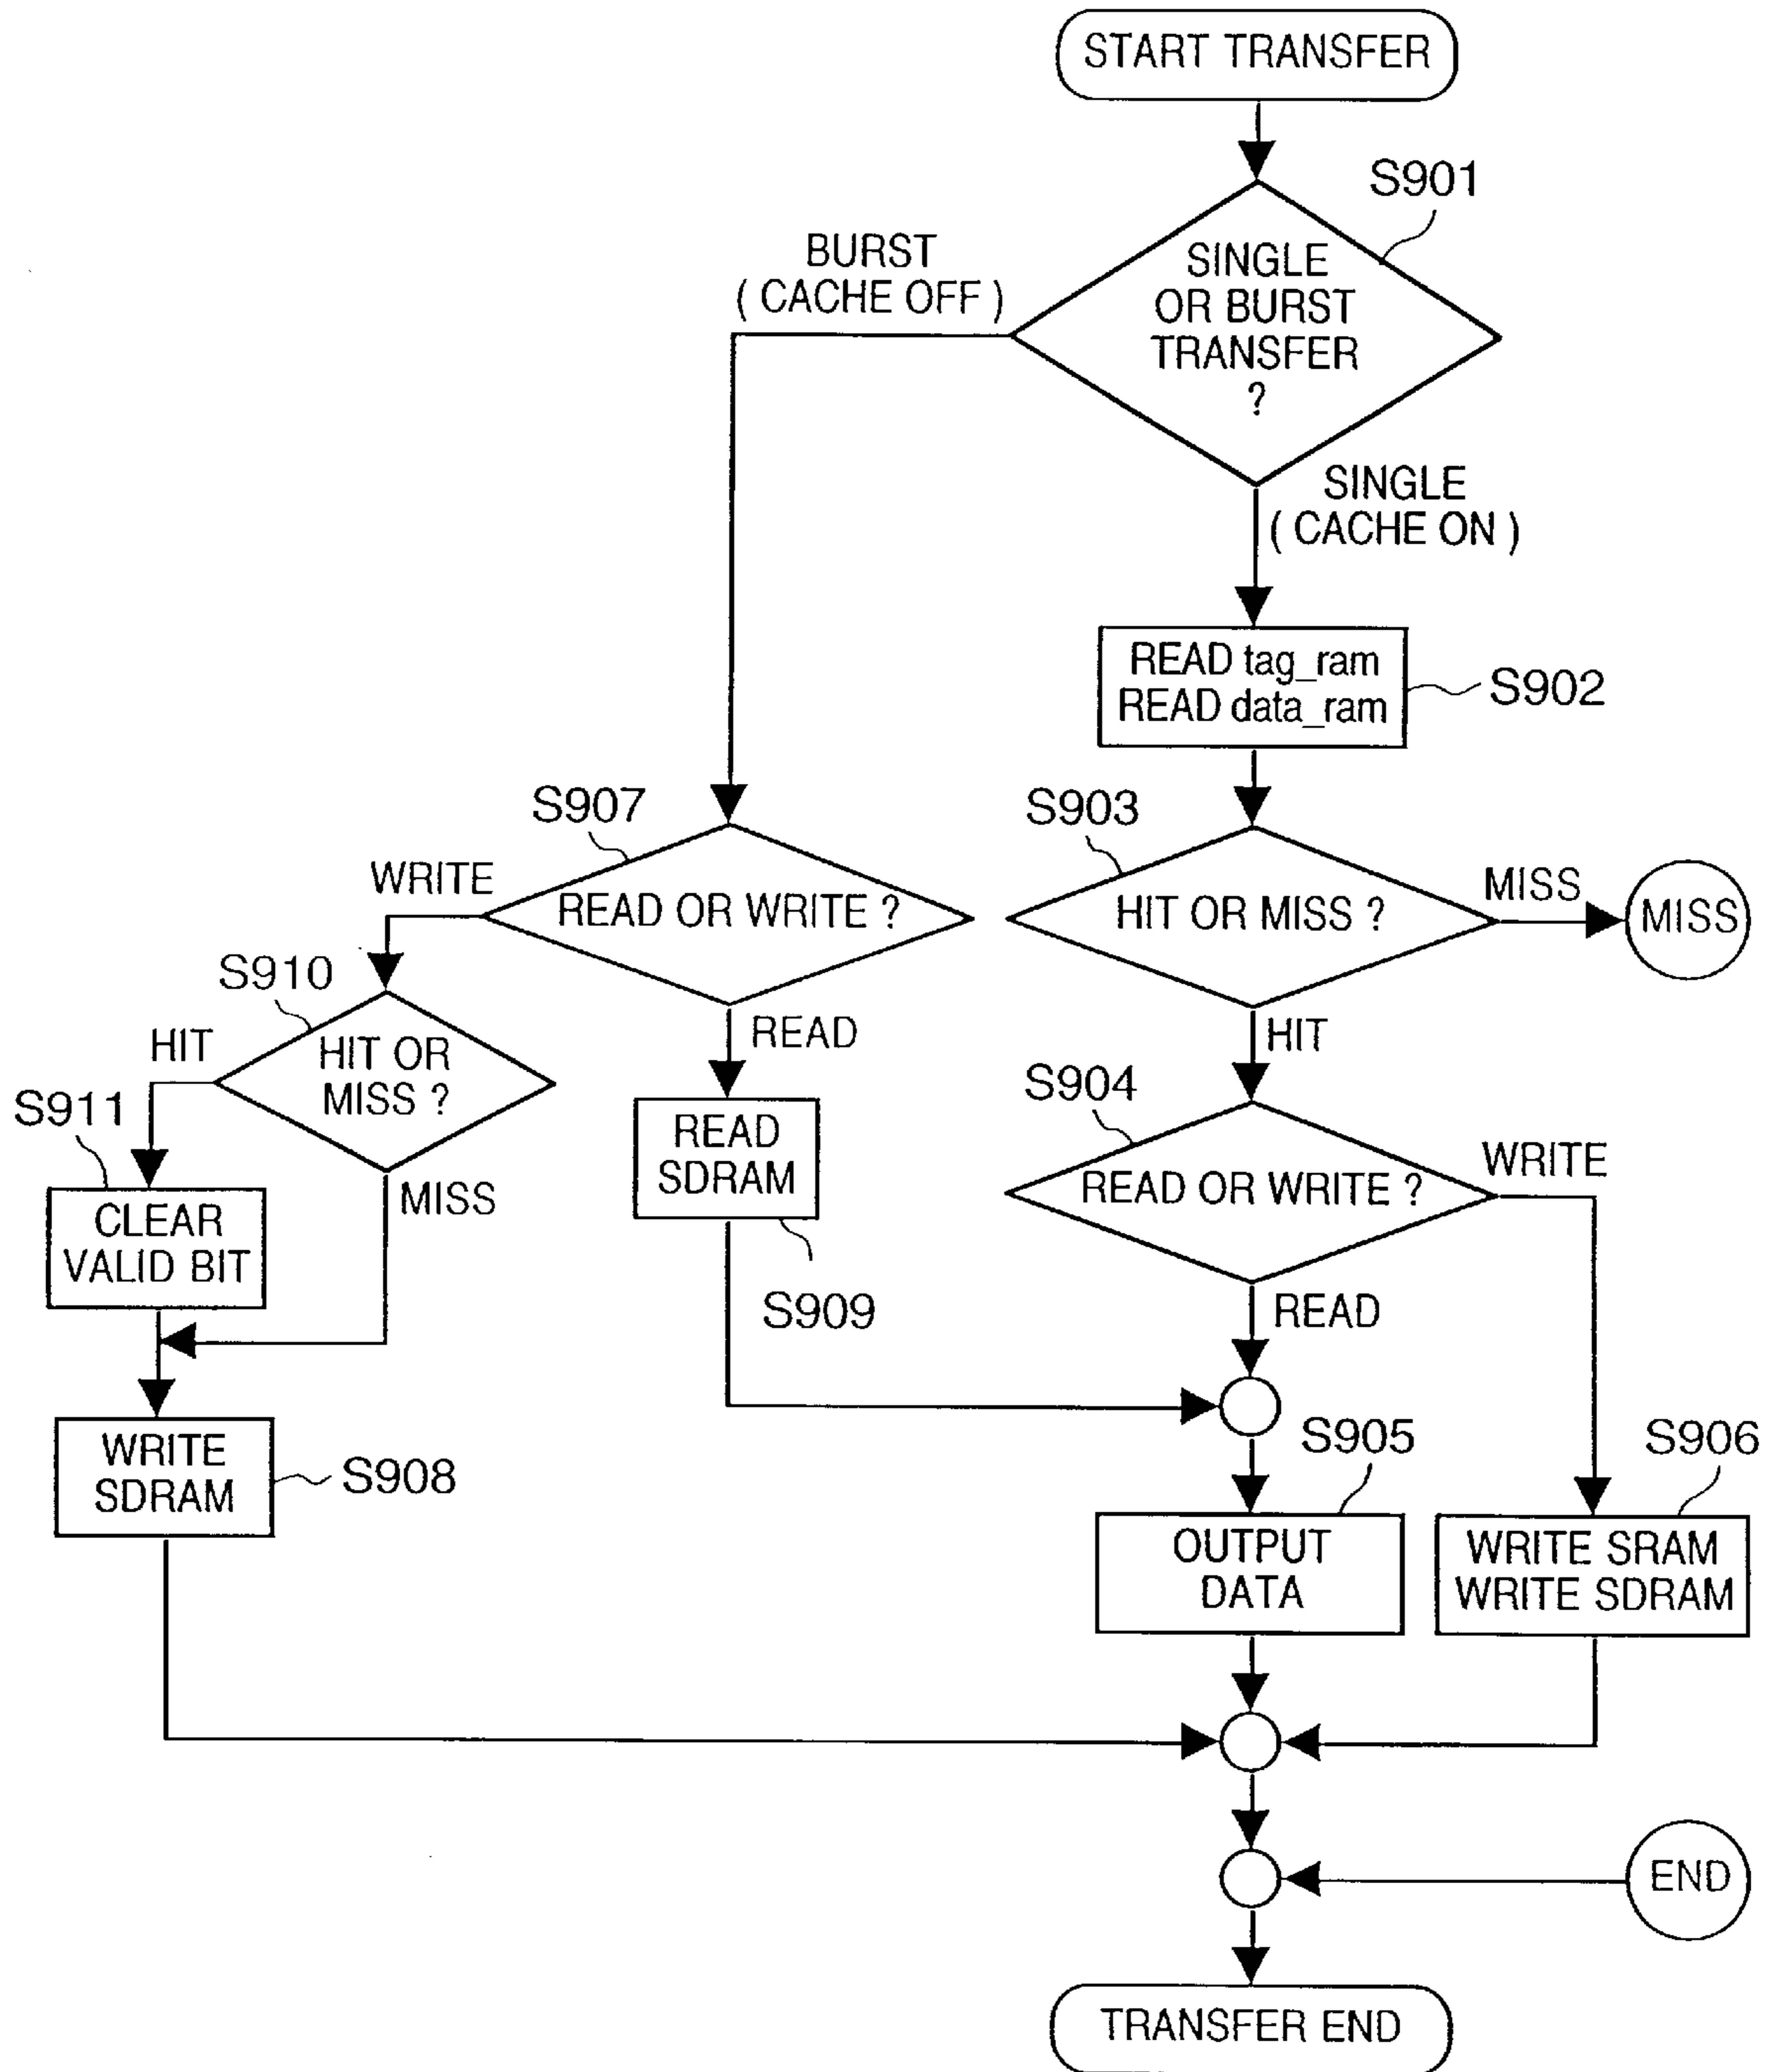 START TRANSFER
S901
BURST
( CACHE OFF )
SINGLE
OR BURST
TRANSFER
?
SINGLE
( CACHE ON )
READ tag_ram
READ data_ram
S902
S907
WRITE
READ OR WRITE ?
S903
HIT OR MISS ?
MISS
MISS
S910
HIT
HIT OR
MISS ?
READ
HIT
S911
CLEAR
VALID BIT
MISS
READ
SDRAM
S909
S904
READ OR WRITE ?
WRITE
READ
WRITE
SDRAM
S908
S905
OUTPUT
DATA
S906
WRITE SRAM
WRITE SDRAM
END
TRANSFER END